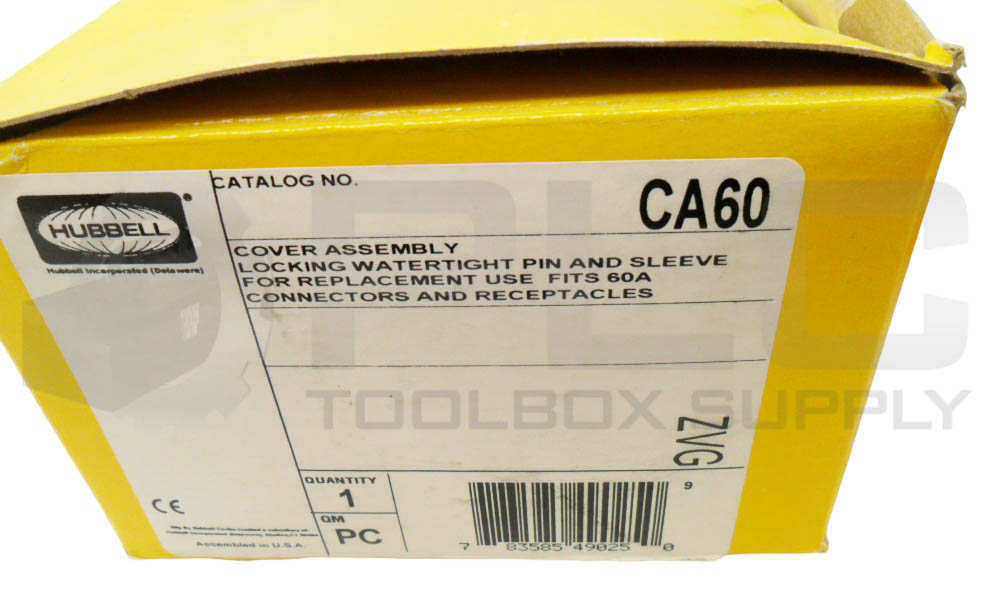 CATALOG NO.
CA60
HUBBELL
Hubbell Incorporated (Delaware)
COVER ASSEMBLY
LOCKING WATERTIGHT PIN AND SLEEVE
FOR REPLACEMENT USE FITS 60A
CONNECTORS AND RECEPTACLES
PLC
TOOLBOX SUPPLY
ZVG
QUANTITY
1
QM
PC
CE
Assembled in U.S.A.
9
7 83585 49025 0